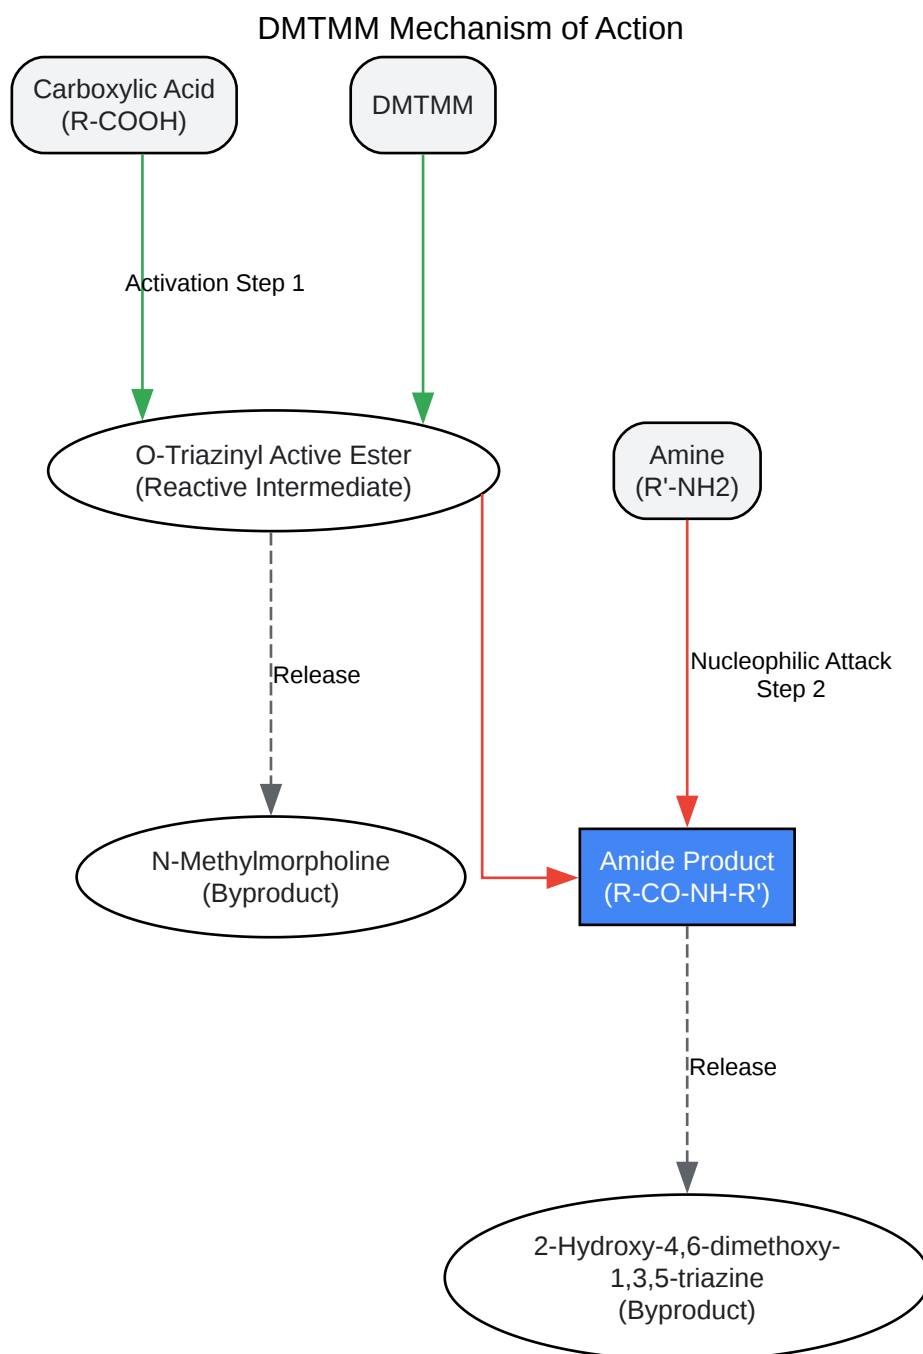 DMTMM Mechanism of Action
Carboxylic Acid
(R-COOH)
DMTMM
Activation Step 1
O-Triazinyl Active Ester
(Reactive Intermediate)
Amine
(R'-NH2)
Release
Nucleophilic Attack
Step 2
N-Methylmorpholine
(Byproduct)
Amide Product
(R-CO-NH-R')
Release
2-Hydroxy-4,6-dimethoxy-
1,3,5-triazine
(Byproduct)